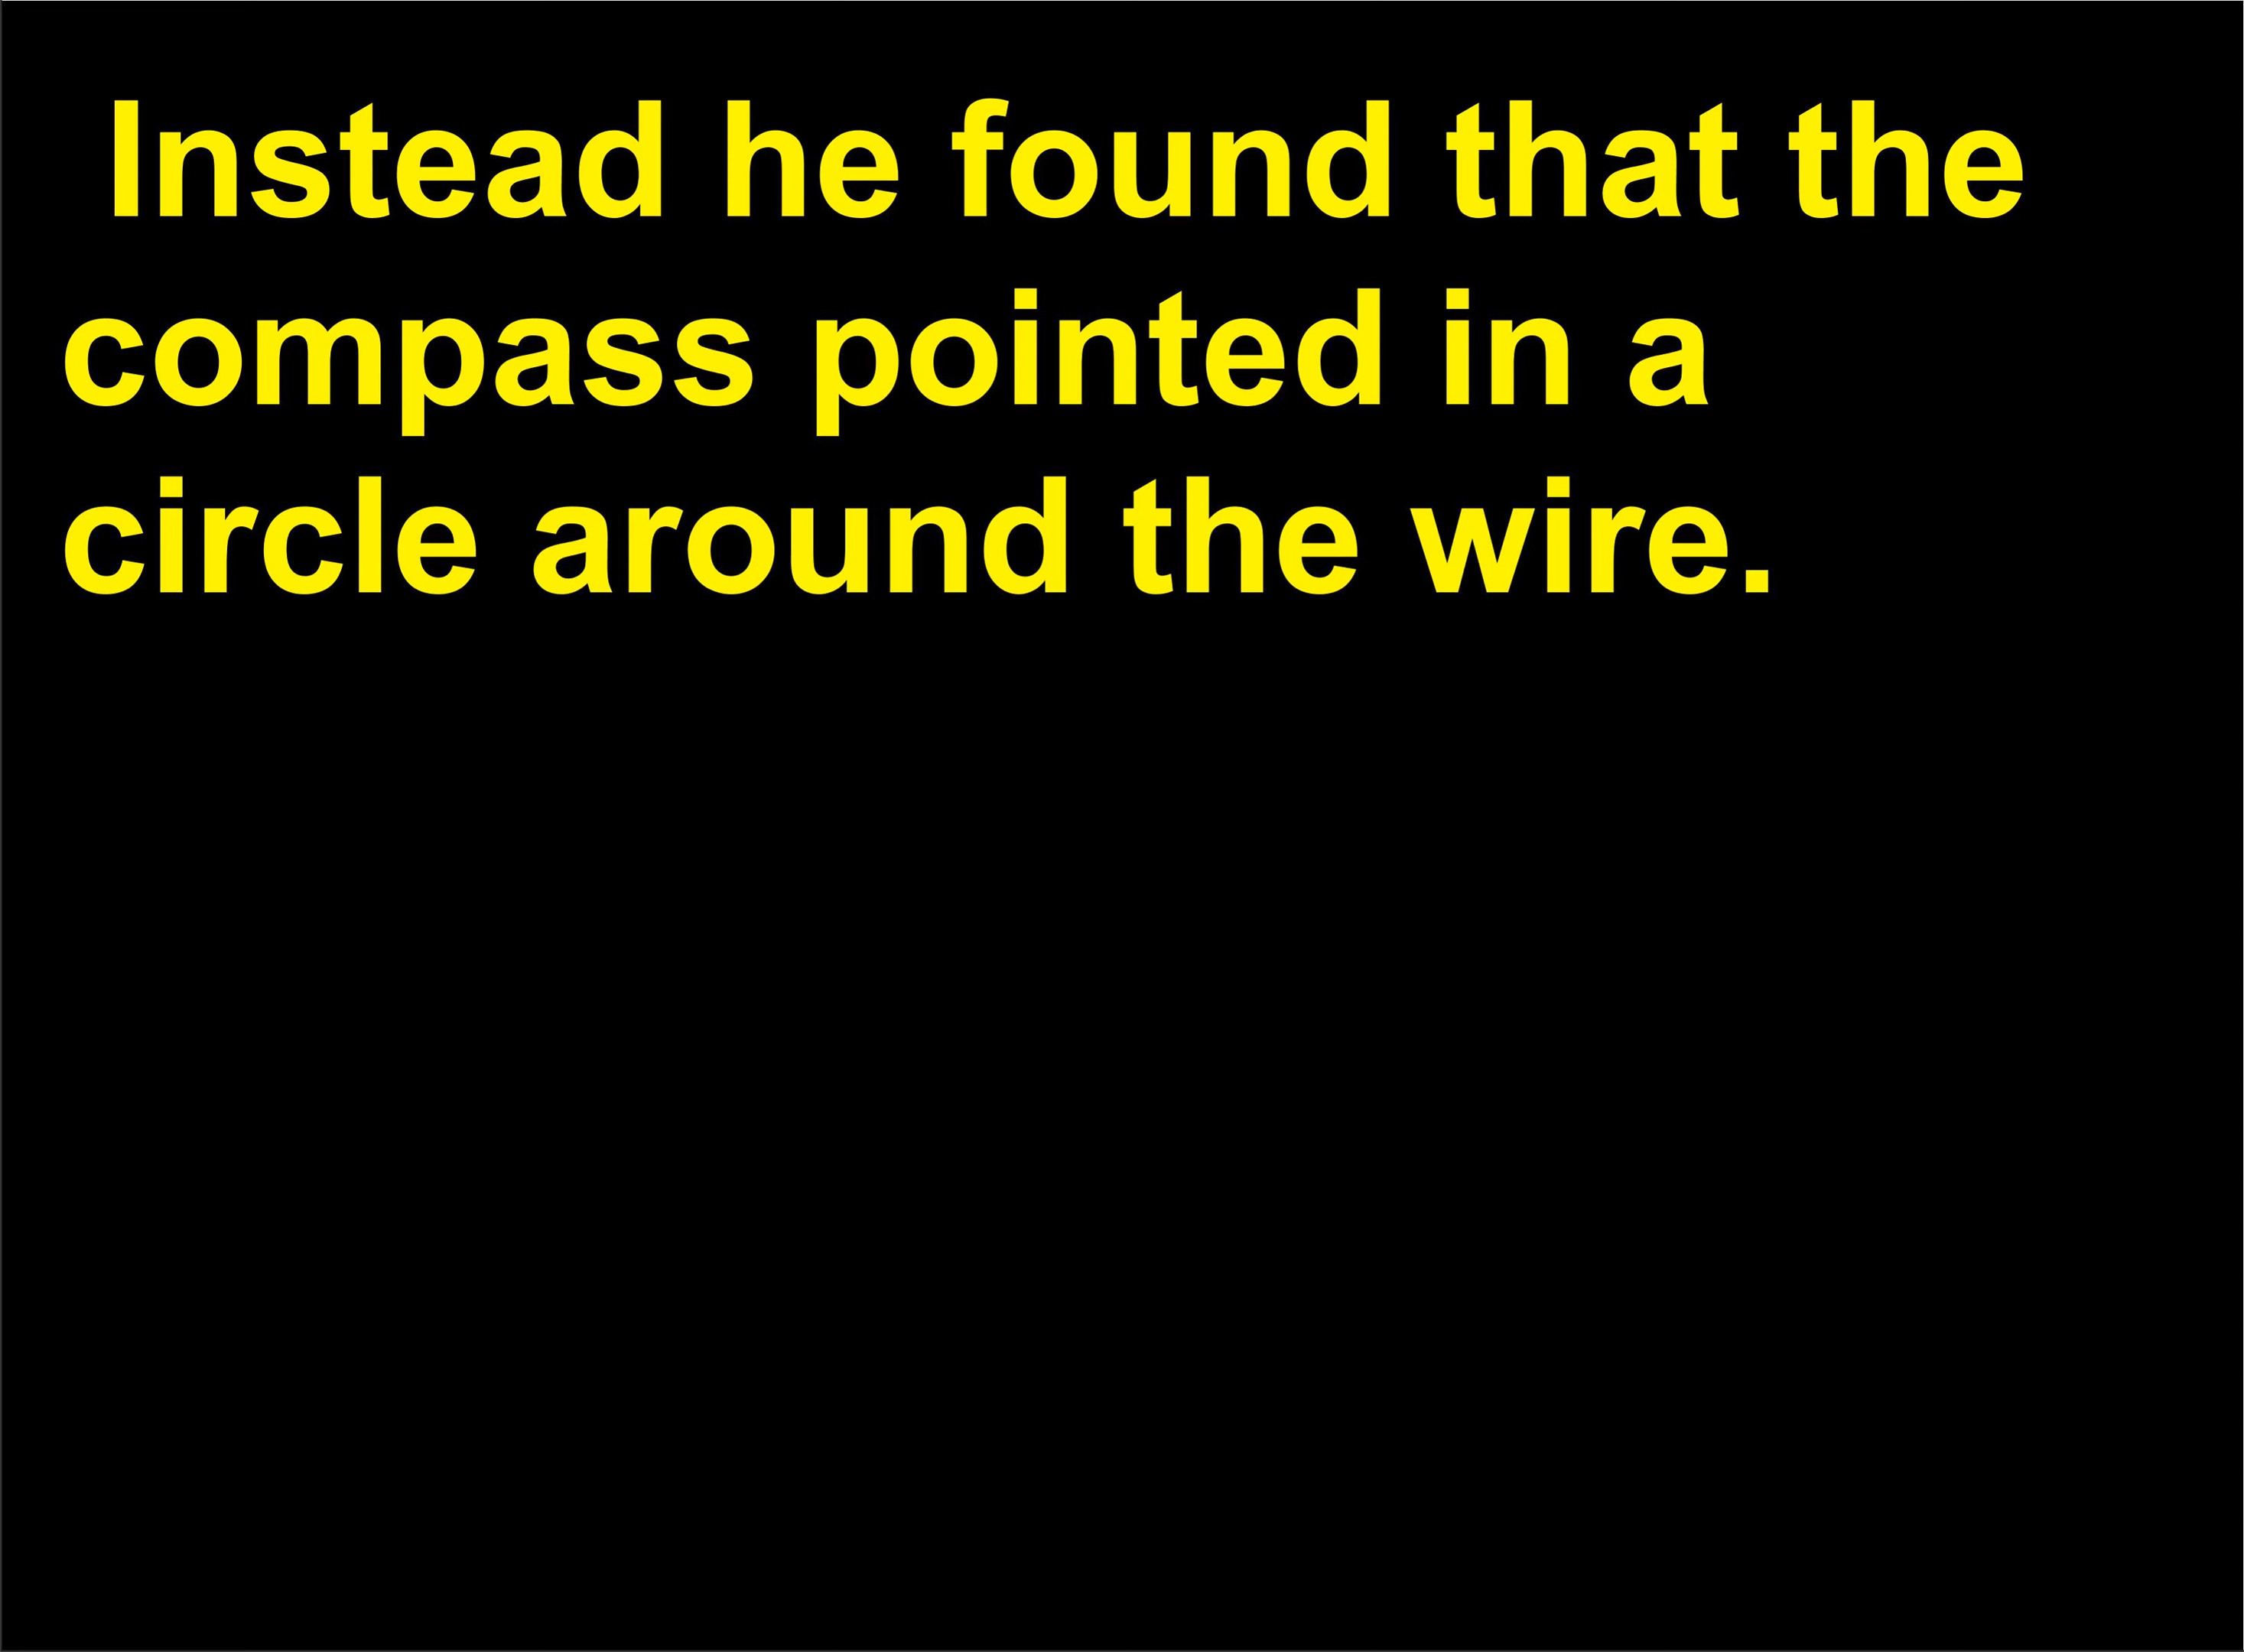 Instead he found that the
compass pointed in a
circle around the wire.